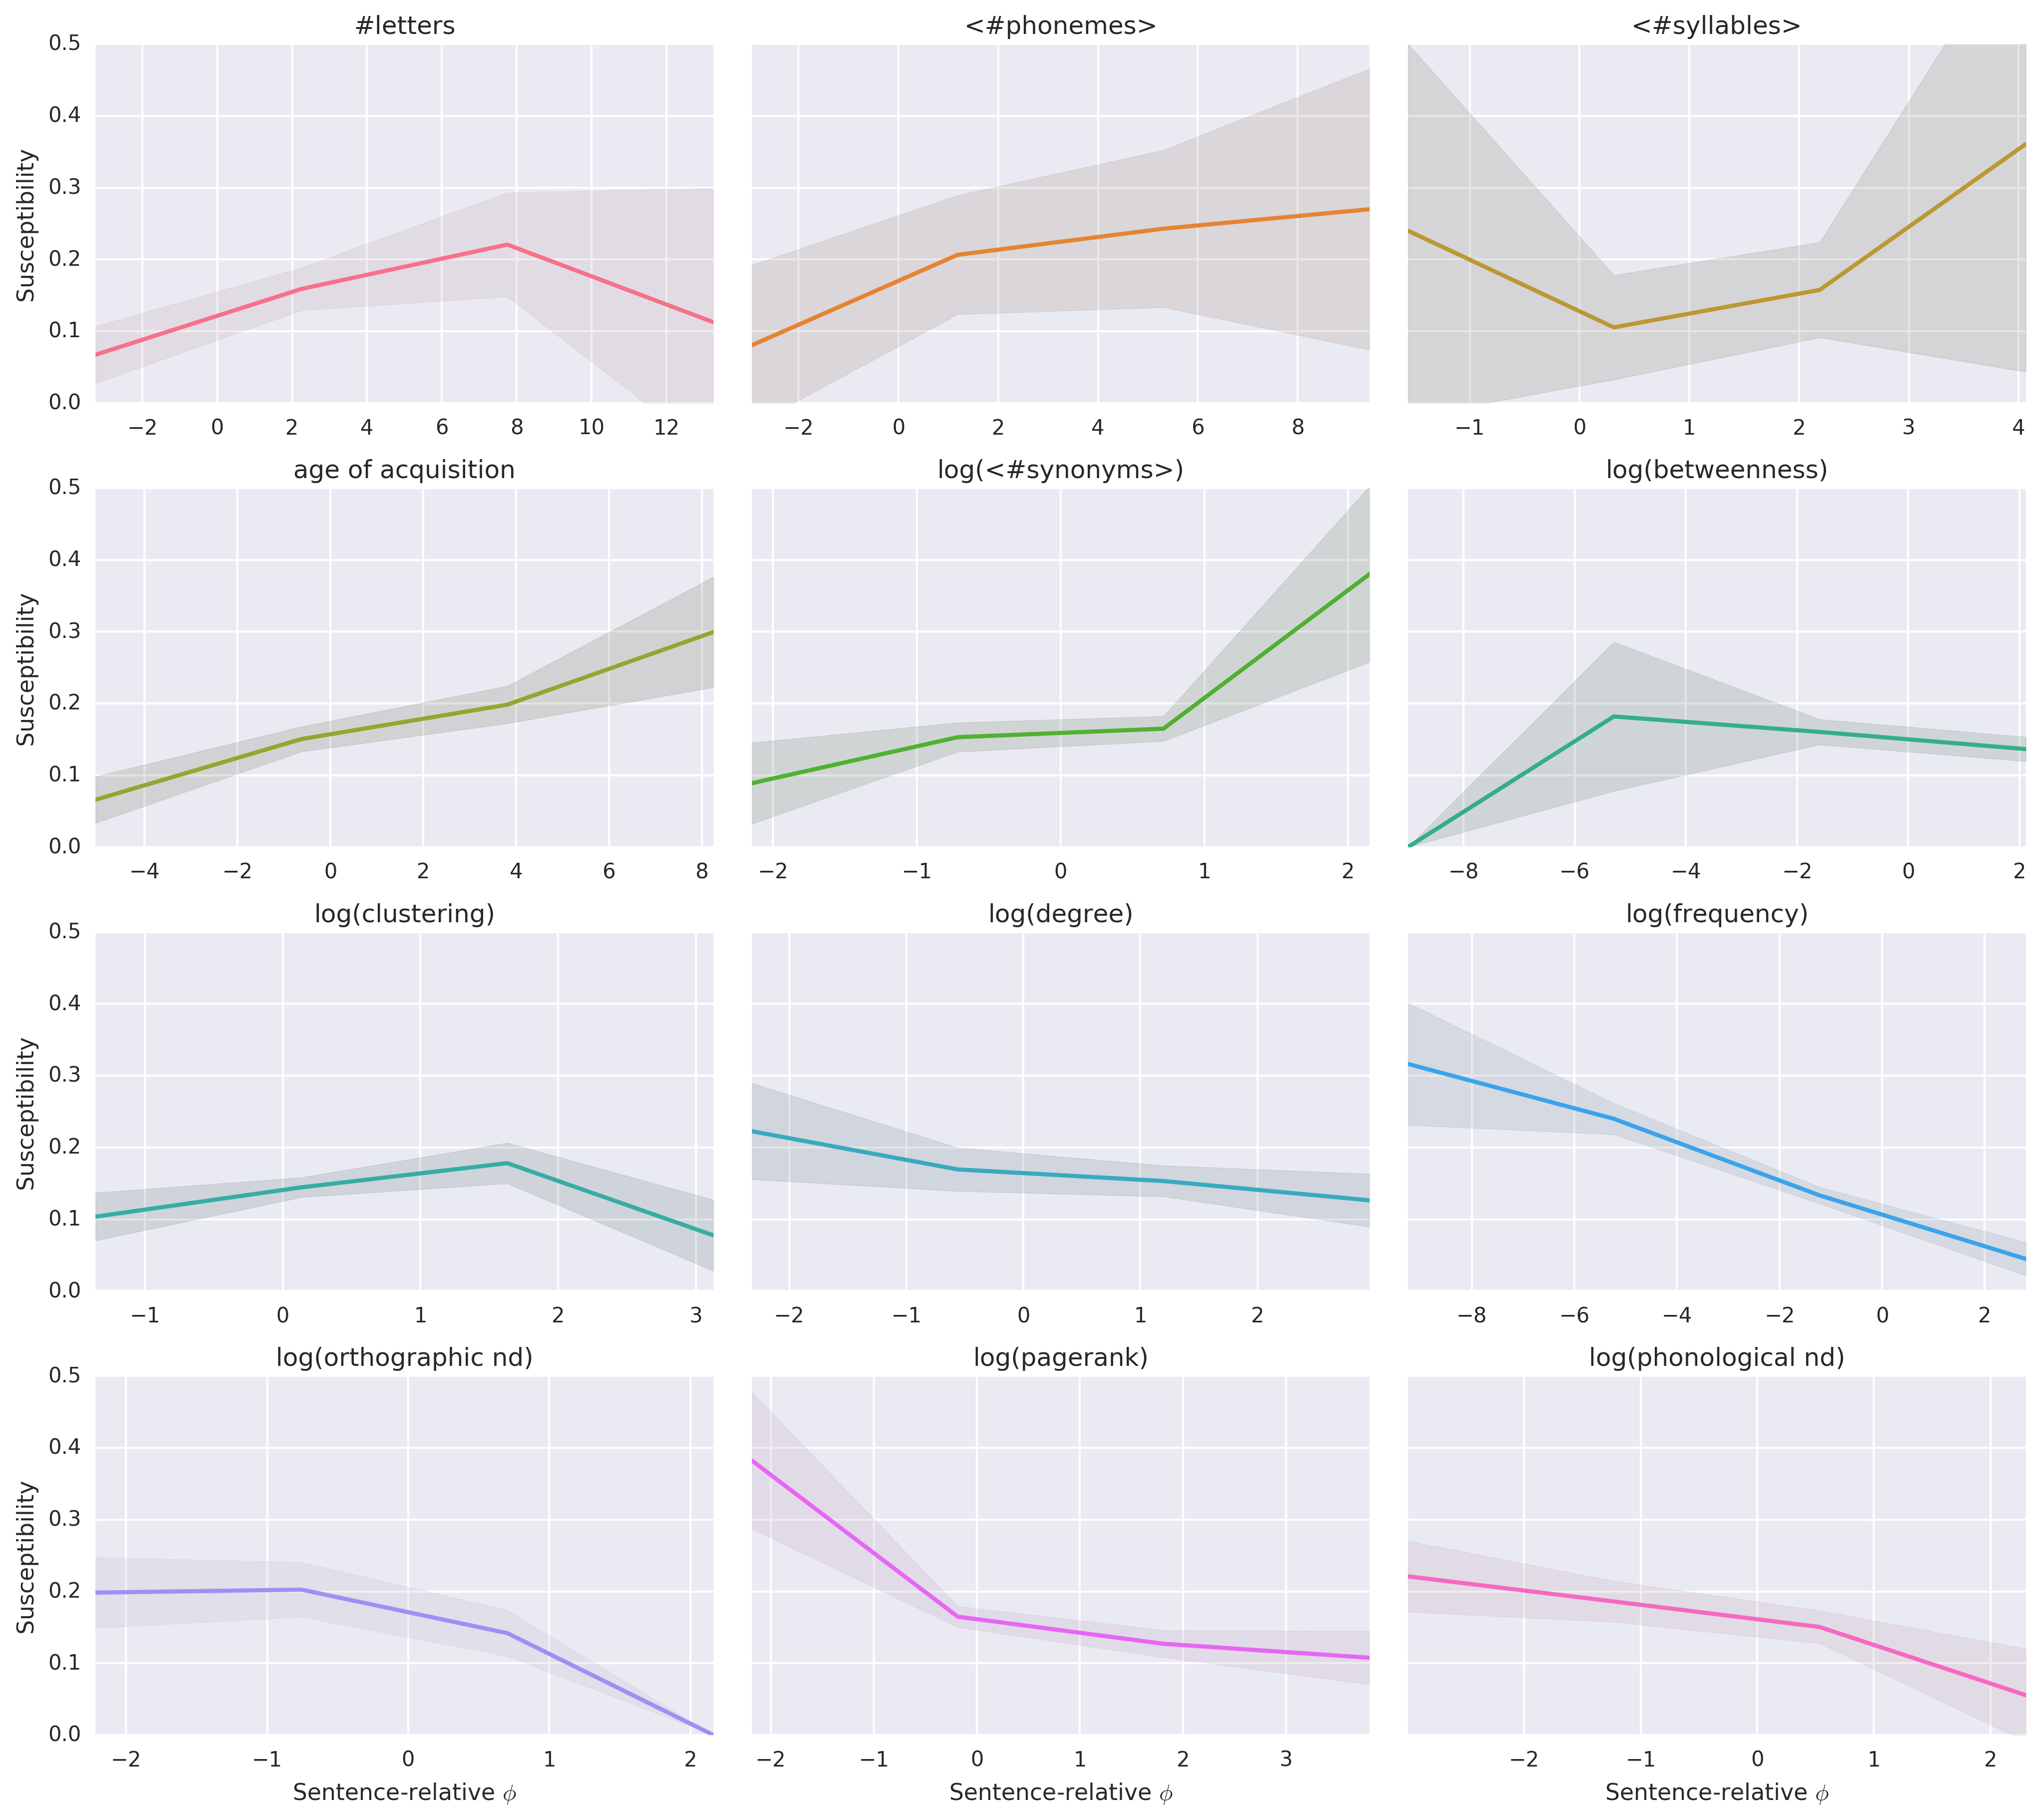 #letters
<#phonemes>
<#syllables>
Susceptibility
0.5
0.4
0.3
0.2
0.1
0.0
−2 0 2 4 6 8 10 12
−2 0 2 4 6 8
−1 0 1 2 3 4
age of acquisition
log(<#synonyms>)
log(betweenness)
Susceptibility
0.5
0.4
0.3
0.2
0.1
0.0
−4 −2 0 2 4 6 8
−2 −1 0 1 2
−8 −6 −4 −2 0 2
log(clustering)
log(degree)
log(frequency)
Susceptibility
0.5
0.4
0.3
0.2
0.1
0.0
−1 0 1 2 3
−2 −1 0 1 2
−8 −6 −4 −2 0 2
log(orthographic nd)
log(pagerank)
log(phonological nd)
Susceptibility
0.5
0.4
0.3
0.2
0.1
0.0
−2 −1 0 1 2
−2 −1 0 1 2 3
−2 −1 0 1 2
Sentence-relative ϕ
Sentence-relative ϕ
Sentence-relative ϕ